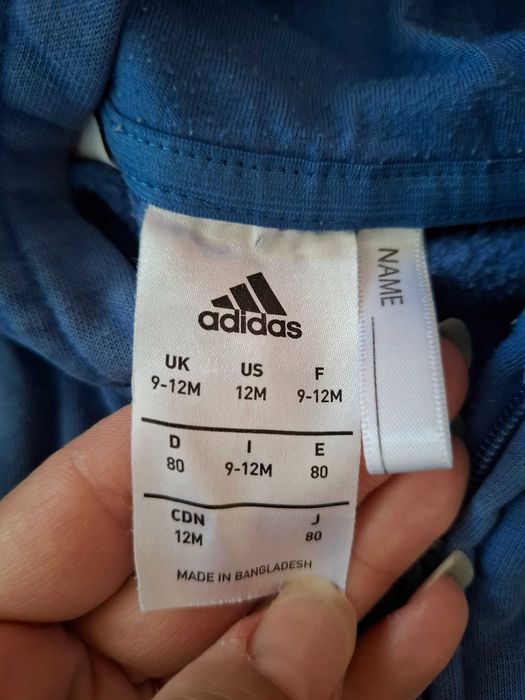 adidas
UK US F
9-12M 12M 9-12M
D I E
80 9-12M 80
CDN J
12M 80
MADE IN BANGLADESH
NAME